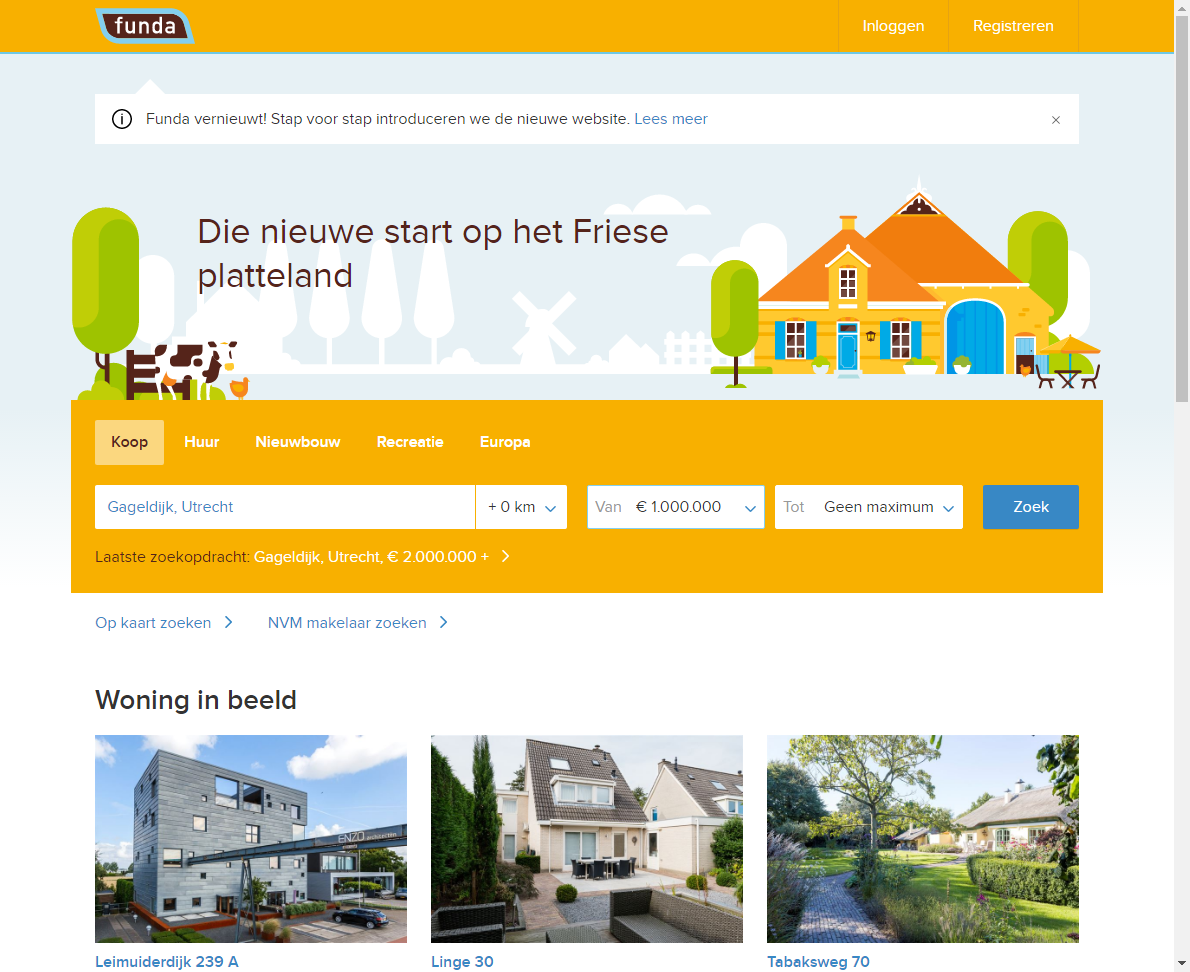 funda
Inloggen
Registreren
Funda vernieuwt! Stap voor stap introduceren we de nieuwe website. Lees meer
Die nieuwe start op het Friese
platteland
Koop Huur Nieuwbouw Recreatie Europa
Gageldijk, Utrecht + 0 km Van € 1.000.000 Tot Geen maximum Zoek
Laatste zoekopdracht: Gageldijk, Utrecht, € 2.000.000 +
Op kaart zoeken NVM makelaar zoeken
Woning in beeld
ENZO architecten
Leimuiderdijk 239 A Linge 30 Tabaksweg 70